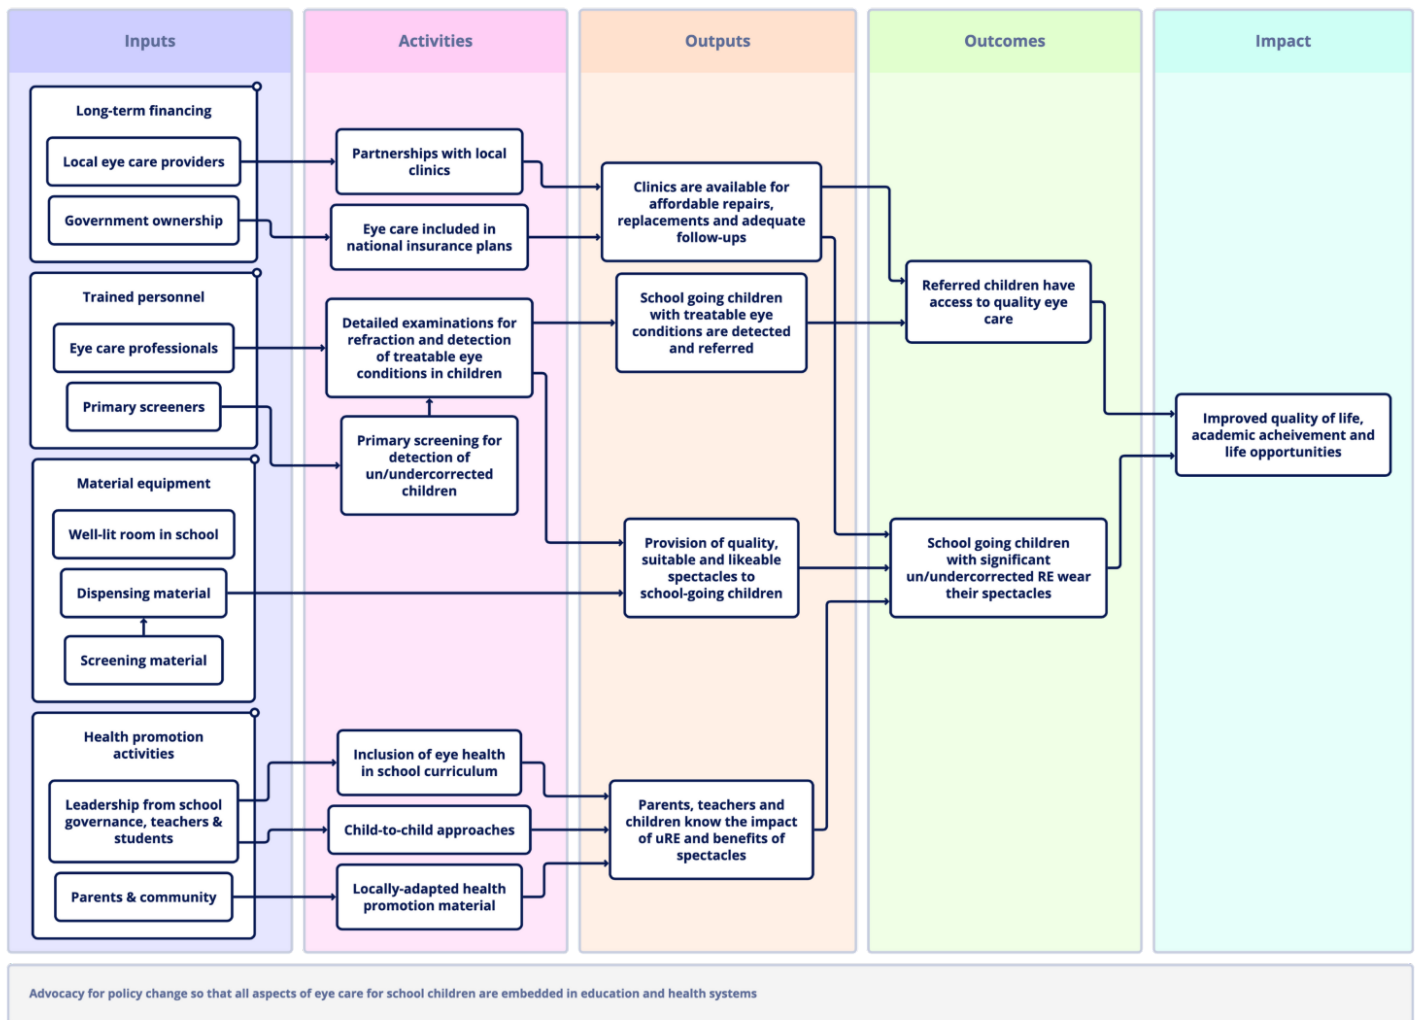 Inputs
Activities
Outputs
Outcomes
Impact
Long-term financing
Local eye care providers
Government ownership
Trained personnel
Eye care professionals
Primary screeners
Material equipment
Well-lit room in school
Dispensing material
Screening material
Health promotion
activities
Leadership from school
governance, teachers &
students
Parents & community
Partnerships with local
clinics
Eye care included in
national insurance plans
Detailed examinations for
refraction and detection
of treatable eye
conditions in children
Primary screening for
detection of
un/undercorrected
children
Inclusion of eye health
in school curriculum
Child-to-child approaches
Locally-adapted health
promotion material
Clinics are available for
affordable repairs,
replacements and adequate
follow-ups
School going children
with treatable eye
conditions are detected
and referred
Provision of quality,
suitable and likeable
spectacles to
school-going children
Parents, teachers and
children know the impact
of uRE and benefits of
spectacles
Referred children have
access to quality eye
care
School going children
with significant
un/undercorrected RE wear
their spectacles
Improved quality of life,
academic acheivement and
life opportunities
Advocacy for policy change so that all aspects of eye care for school children are embedded in education and health systems